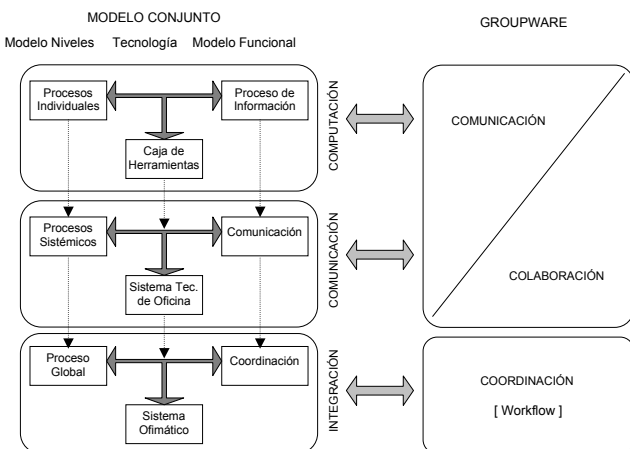 MODELO CONJUNTO
GROUPWARE
Modelo Niveles Tecnología Modelo Funcional
Procesos
Individuales
Proceso de
Información
Caja de
Herramientas
COMPUTACIÓN
COMUNICACIÓN
Procesos
Sistémicos
Comunicación
Sistema Tec.
de Oficina
COMUNICACIÓN
COLABORACIÓN
Proceso
Global
Coordinación
Sistema
Ofimático
INTEGRACIÓN
COORDINACIÓN
[ Workflow ]